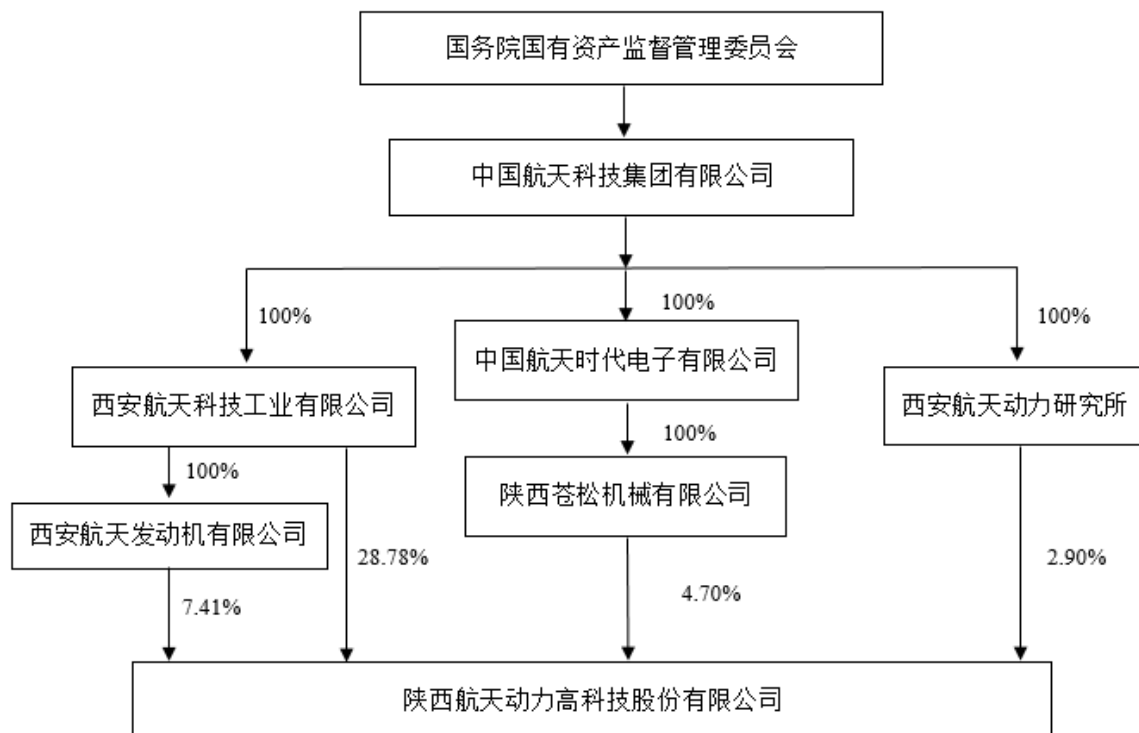 国务院国有资产监督管理委员会
中国航天科技集团有限公司
100%
100%
100%
中国航天时代电子有限公司
西安航天科技工业有限公司
西安航天动力研究所
100%
100%
陕西苍松机械有限公司
西安航天发动机有限公司
28.78%
2.90%
4.70%
7.41%
陕西航天动力高科技股份有限公司